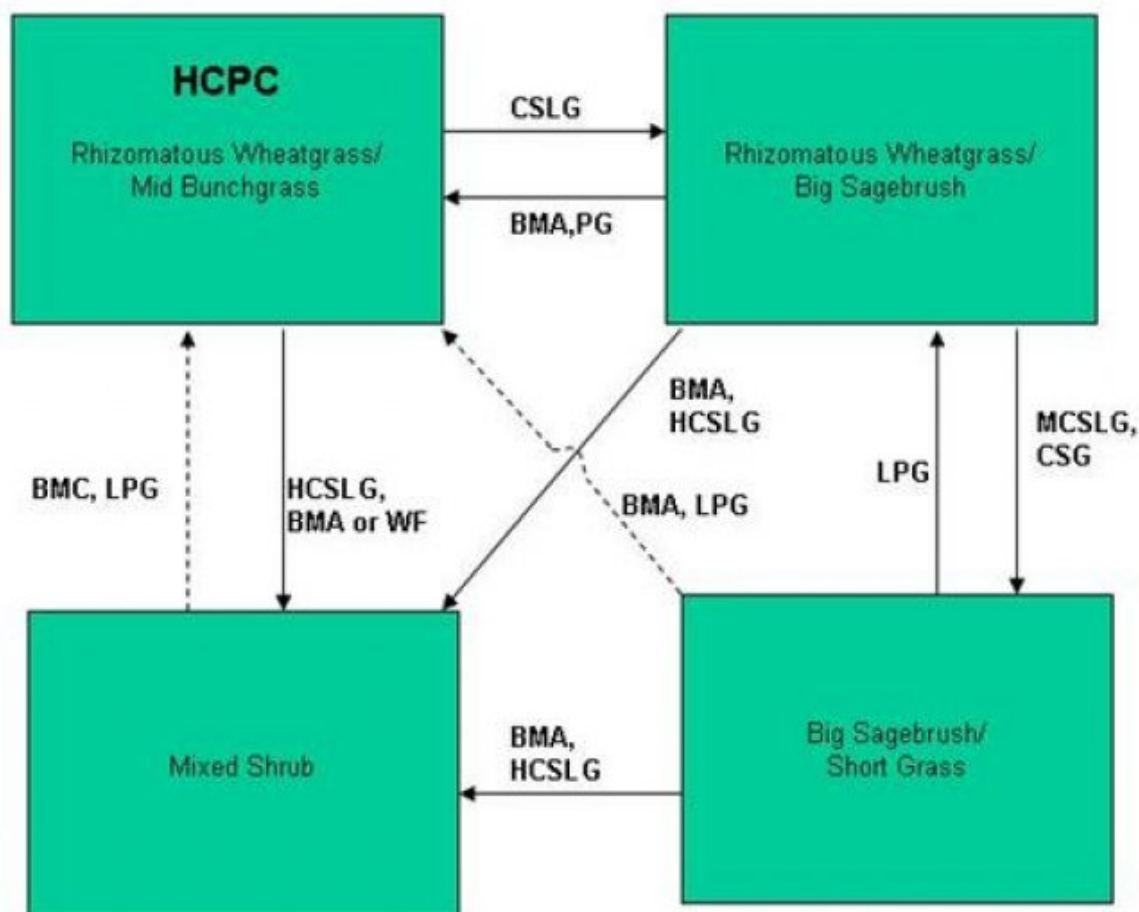 HCPC
Rhizomatous Wheatgrass/
Mid Bunchgrass
CSLG
BMA,PG
Rhizomatous Wheatgrass/
Big Sagebrush
BMC, LPG
HCSLG,
BMA or WF
BMA,
HCSLG
BMA, LPG
LPG
MCSLG,
CSG
Mixed Shrub
BMA,
HCSLG
Big Sagebrush/
Short Grass